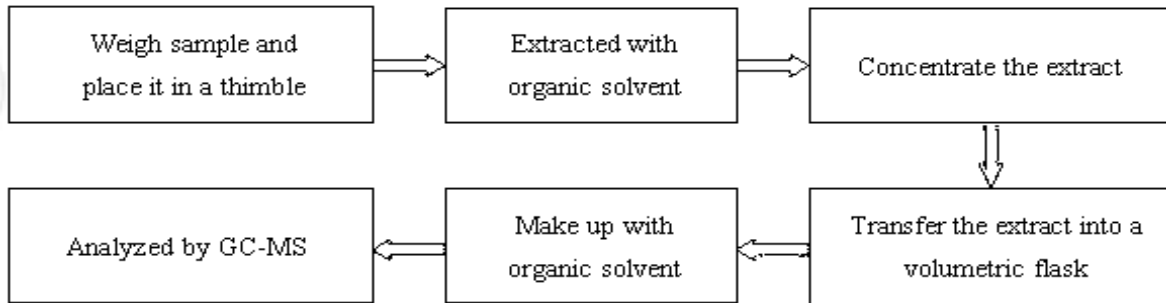 Weigh sample and
place it in a thimble
Extracted with
organic solvent
Concentrate the extract
Transfer the extract into a
volumetric flask
Make up with
organic solvent
Analyzed by GC-MS